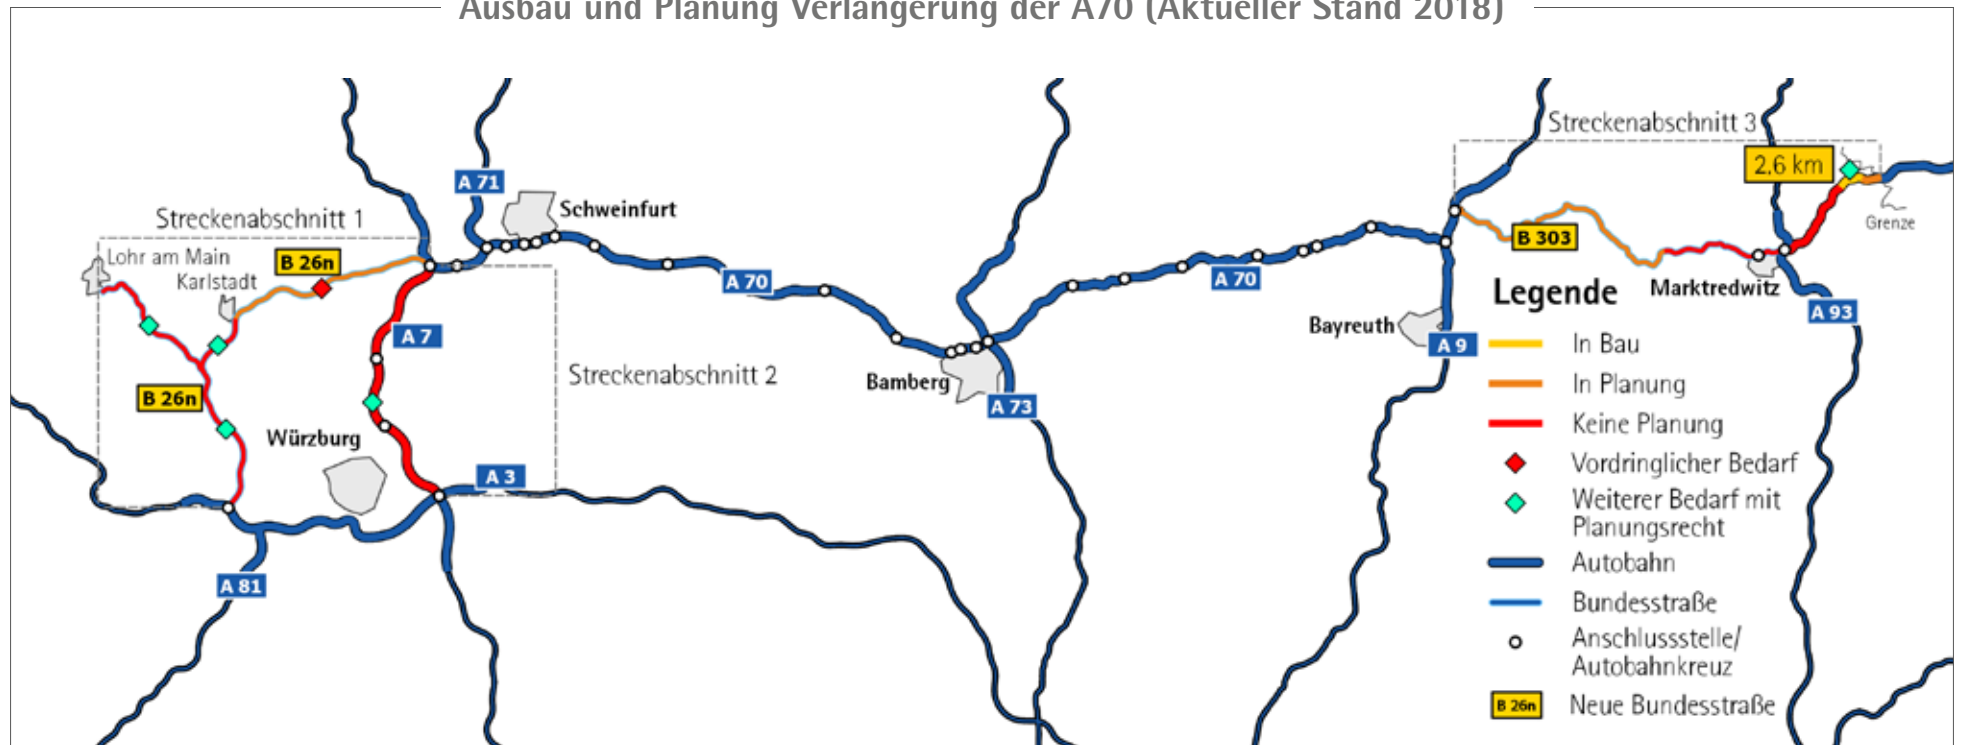 Ausbau und Planung Verlängerung der A70 (Aktueller Stand 2018)
Streckenabschnitt 3
2,6 km
A 71
Schweinfurt
Streckenabschnitt 1
Grenze
B 303
Lohr am Main
B 26n
Karlstadt
A 70
A 70
Legende
Marktredwitz
A 93
A 7
Bayreuth
A 9
In Bau
Streckenabschnitt 2
Bamberg
In Planung
B 26n
A 73
Keine Planung
Würzburg
Vordringlicher Bedarf
A 3
Weiterer Bedarf mit
Planungsrecht
Autobahn
A 81
Bundesstraße
Anschlussstelle/
Autobahnkreuz
B 26n
Neue Bundesstraße